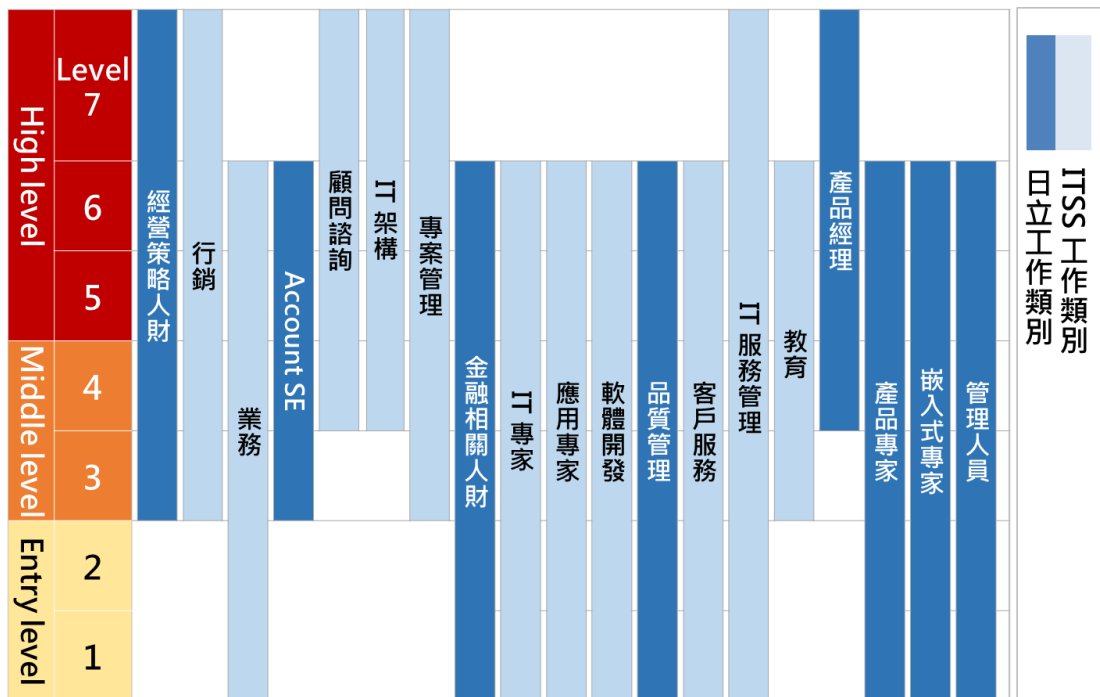 High level
Middle level
Entry level
Level
7
6
5
4
3
2
1
經營策略人財
行銷
業務
Account SE
顧問諮詢
IT 架構
專案管理
金融相關人財
IT 專家
應用專家
軟體開發
品質管理
客戶服務
IT 服務管理
教育
產品經理
產品專家
嵌入式專家
管理人員
ITSS 工作類別
日立工作類別